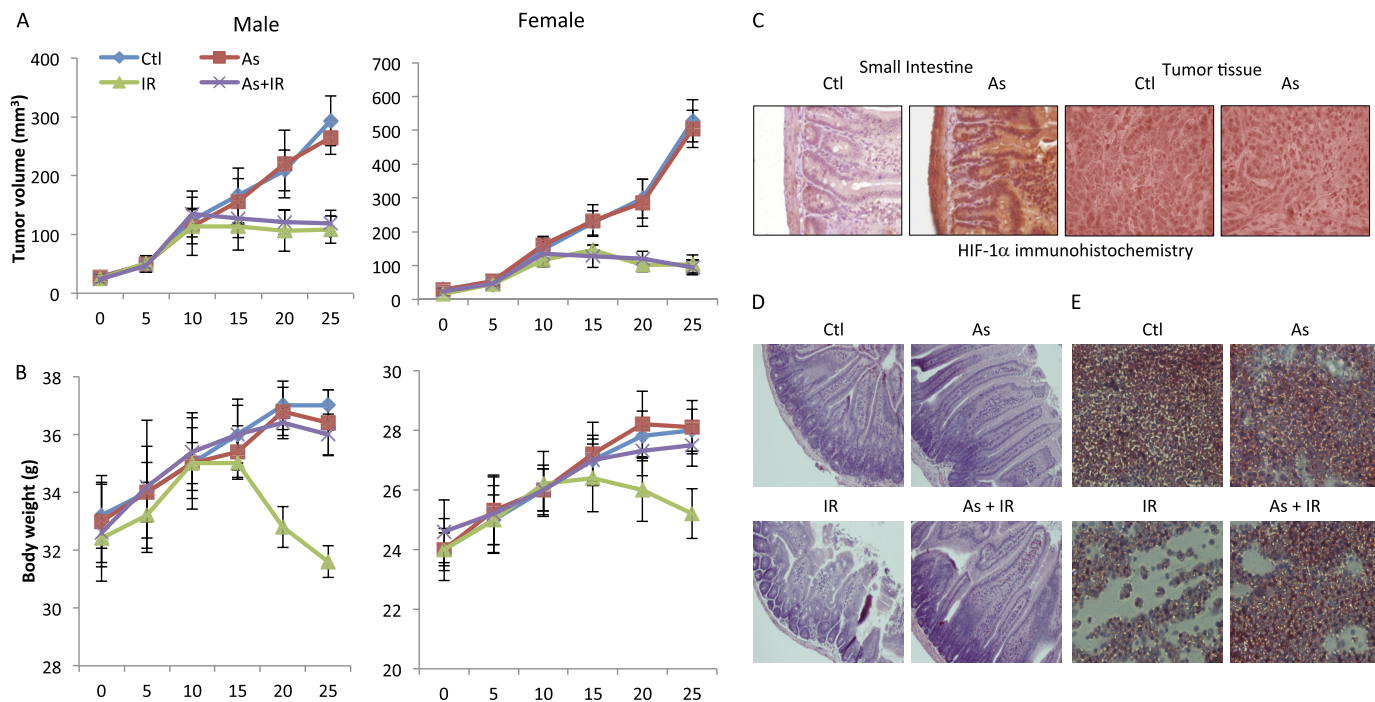 A
Male
Female
Ctl
As
IR
As+IR
Tumor volume (mm³)
400
300
200
100
0
0 5 10 15 20 25
700
600
500
400
300
200
100
0
0 5 10 15 20 25
B
Body weight (g)
38
36
34
32
30
28
0 5 10 15 20 25
30
28
26
24
22
20
0 5 10 15 20 25
C
Small Intestine
Tumor tissue
Ctl
As
Ctl
As
HIF-1α immunohistochemistry
D
Ctl
As
IR
As + IR
E
Ctl
As
IR
As + IR